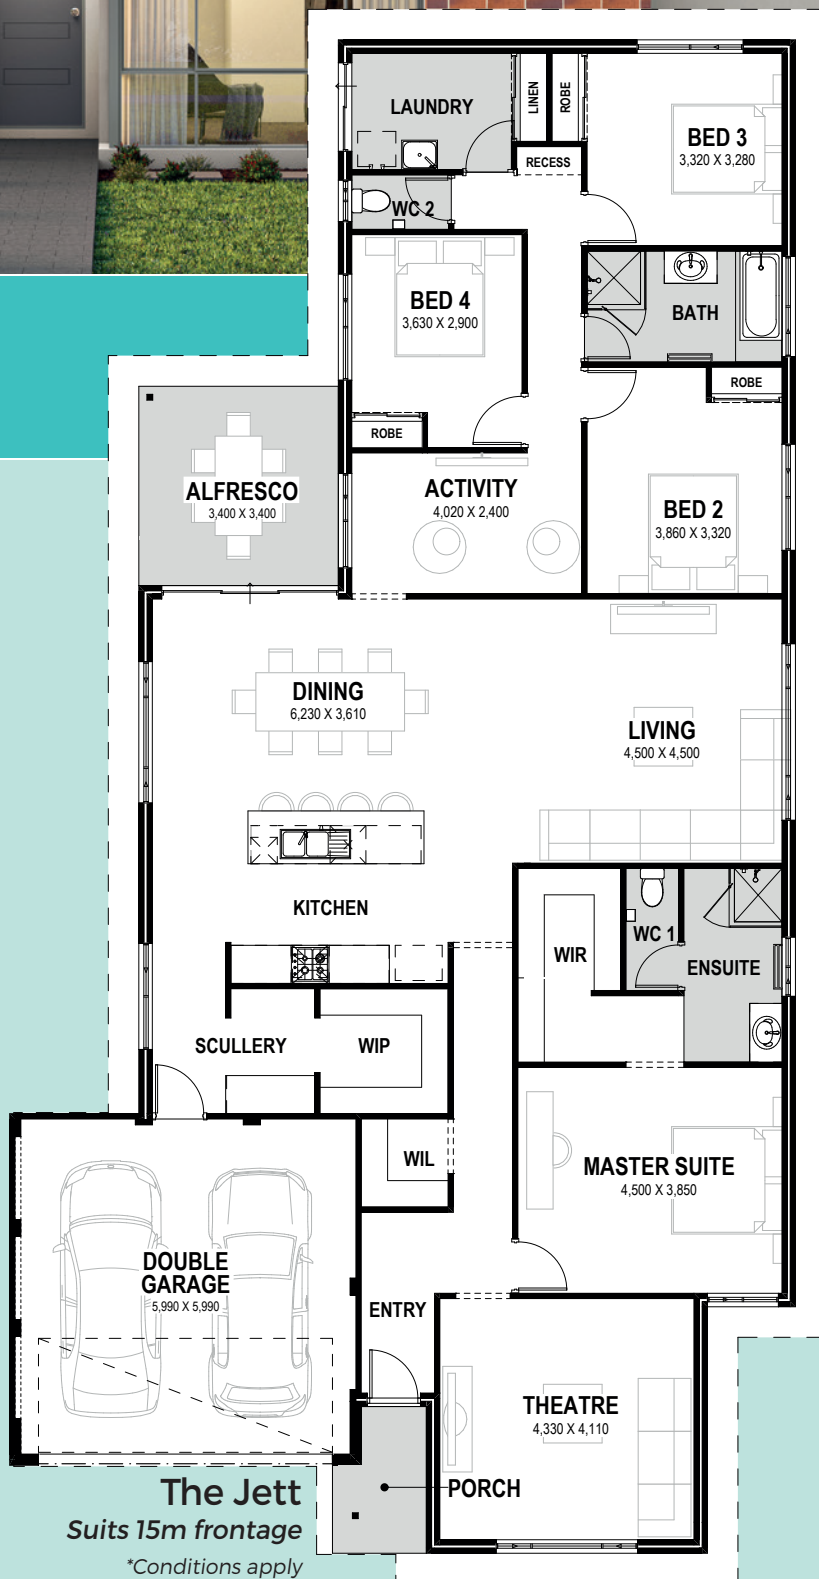 LAUNDRY
LINEN
ROBE
BED 3
3,320 X 3,280
RECESS
WC 2
BED 4
3,630 X 2,900
BATH
ROBE
ROBE
ALFRESCO
3,400 X 3,400
ACTIVITY
4,020 X 2,400
BED 2
3,860 X 3,320
DINING
6,230 X 3,610
LIVING
4,500 X 4,500
KITCHEN
WIR
WC 1
ENSUITE
SCULLERY
WIP
WIL
MASTER SUITE
4,500 X 3,850
DOUBLE
GARAGE
5,990 X 5,990
ENTRY
THEATRE
4,330 X 4,110
PORCH
The Jett
Suits 15m frontage
*Conditions apply